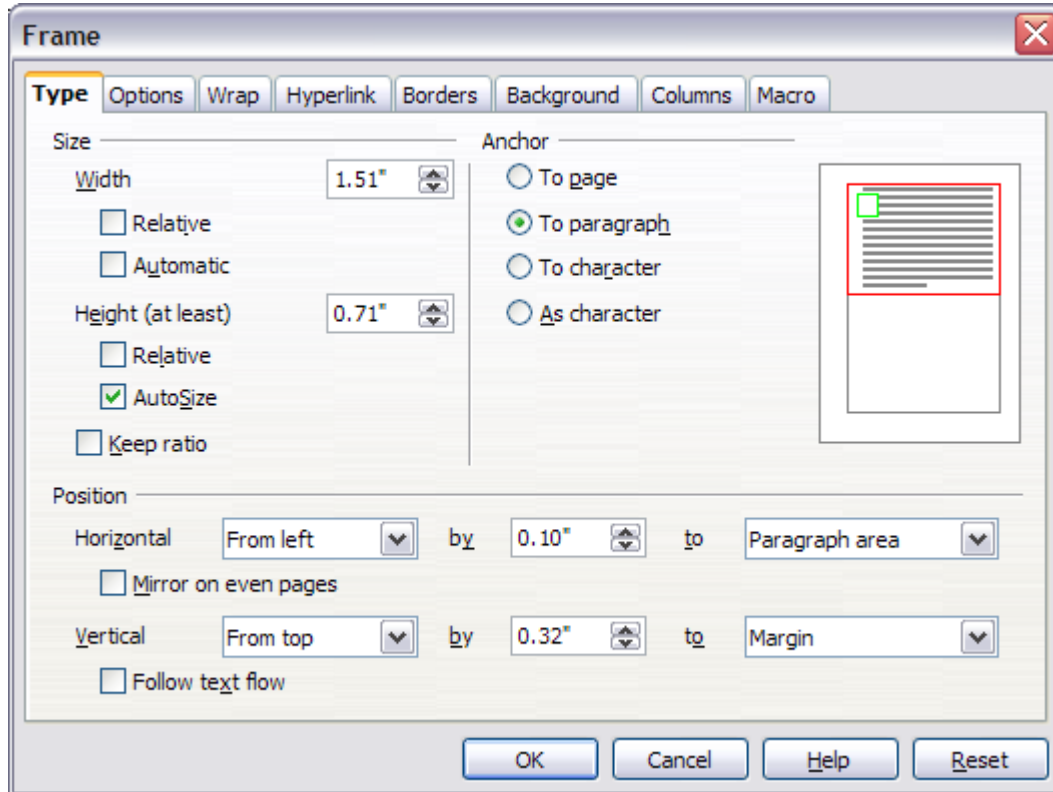 Frame
Type Options Wrap Hyperlink Borders Background Columns Macro
Size Anchor
Width 1.51" To page
Relative To paragraph
Automatic To character
Height (at least) 0.71" As character
Relative
AutoSize
Keep ratio
Position
Horizontal From left by 0.10" to Paragraph area
Mirror on even pages
Vertical From top by 0.32" to Margin
Follow text flow
OK Cancel Help Reset